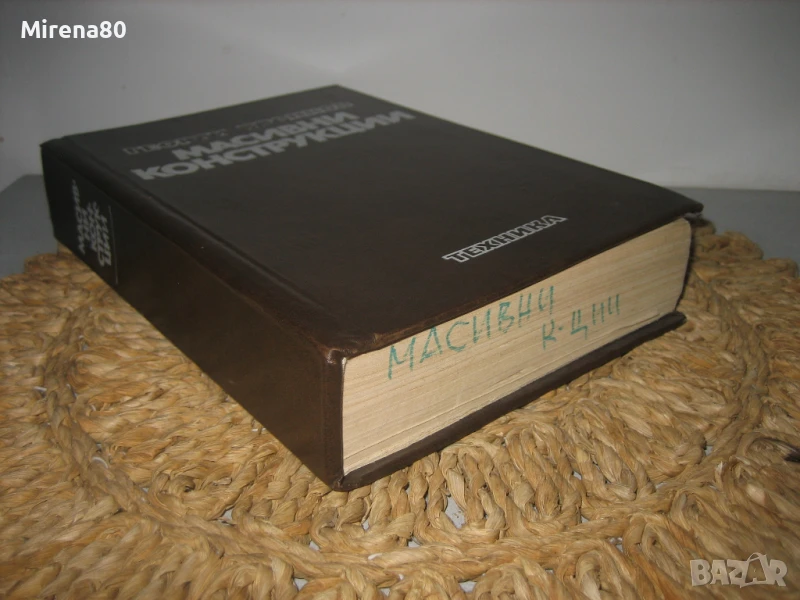 Mirena80
МАСИВНИ
КОНСТРУКЦИИ
ТЕХНИКА
МАСИВНИ
К-ЦИИ
BAZAR